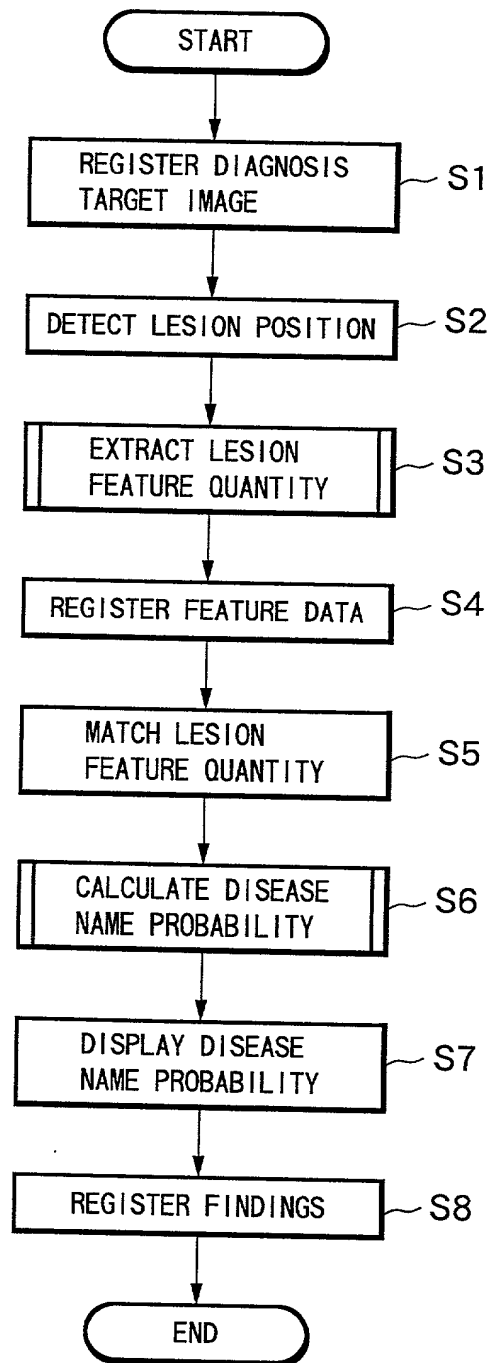 START
REGISTER DIAGNOSIS
TARGET IMAGE
S1
DETECT LESION POSITION
S2
EXTRACT LESION
FEATURE QUANTITY
S3
REGISTER FEATURE DATA
S4
MATCH LESION
FEATURE QUANTITY
S5
CALCULATE DISEASE
NAME PROBABILITY
S6
DISPLAY DISEASE
NAME PROBABILITY
S7
REGISTER FINDINGS
S8
END